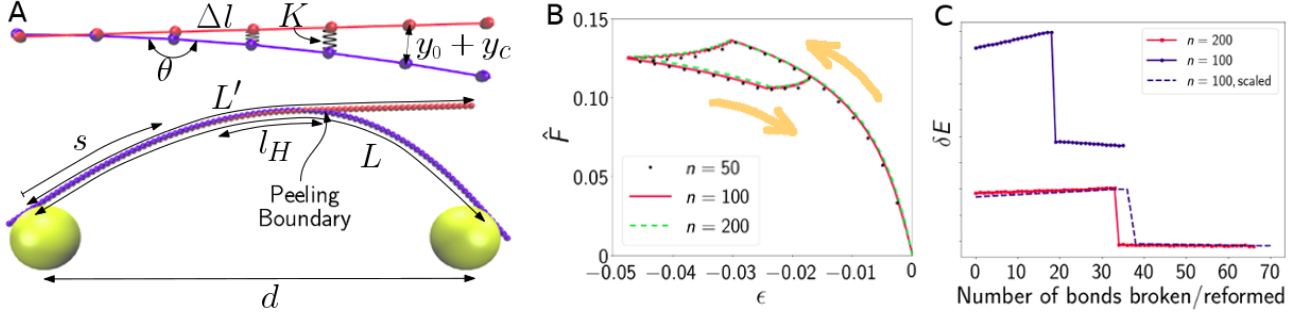 A
Δl
K
θ
y₀ + y_c
L′
s
l_H
L
Peeling
Boundary
d
B
0.15
0.10
0.05
0
F̂
n = 50
n = 100
n = 200
−0.05 −0.04 −0.03 −0.02 −0.01 0
ϵ
C
n = 200
n = 100
n = 100, scaled
δE
0 10 20 30 40 50 60 70
Number of bonds broken/reformed